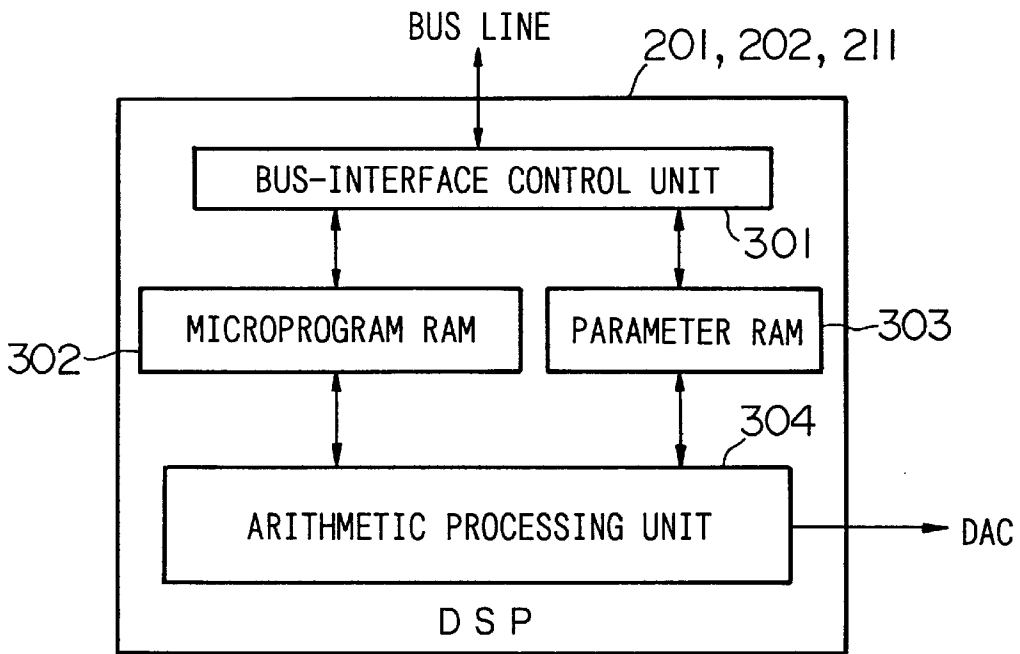 BUS LINE
201, 202, 211
BUS-INTERFACE CONTROL UNIT
301
MICROPROGRAM RAM
PARAMETER RAM
303
302
304
ARITHMETIC PROCESSING UNIT
DAC
DSP